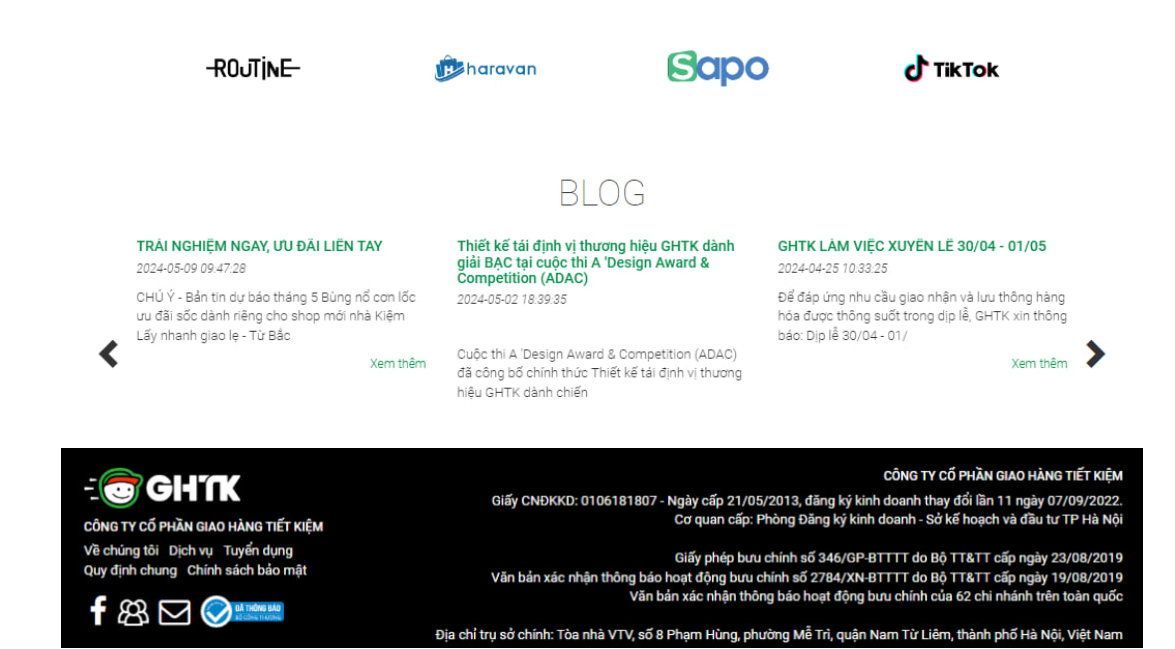 ROUTINE
haravan
Sapo
TikTok
BLOG
TRẢI NGHIỆM NGAY, ƯU ĐÃI LIỀN TAY
2024-05-09 09:47:28
CHÚ Ý - Bản tin dự báo tháng 5 Bùng nổ cơn lốc
ưu đãi sốc dành riêng cho shop mới nhà Kiệm
Lấy nhanh giao lẹ - Từ Bắc
Xem thêm
Thiết kế tái định vị thương hiệu GHTK dành
giải BẠC tại cuộc thi A 'Design Award &
Competition (ADAC)
2024-05-02 18:39:35
Cuộc thi A 'Design Award & Competition (ADAC)
đã công bố chính thức Thiết kế tái định vị thương
hiệu GHTK dành chiến
GHTK LÀM VIỆC XUYÊN LỄ 30/04 - 01/05
2024-04-25 10:33:25
Để đáp ứng nhu cầu giao nhận và lưu thông hàng
hóa được thông suốt trong dịp lễ, GHTK xin thông
báo: Dịp lễ 30/04 - 01/
Xem thêm
GHTK
CÔNG TY CỔ PHẦN GIAO HÀNG TIẾT KIỆM
Về chúng tôi Dịch vụ Tuyển dụng
Quy định chung Chính sách bảo mật
ĐÃ THÔNG BÁO
BỘ CÔNG THƯƠNG
CÔNG TY CỔ PHẦN GIAO HÀNG TIẾT KIỆM
Giấy CNĐKKD: 0106181807 - Ngày cấp 21/05/2013, đăng ký kinh doanh thay đổi lần 11 ngày 07/09/2022.
Cơ quan cấp: Phòng Đăng ký kinh doanh - Sở kế hoạch và đầu tư TP Hà Nội
Giấy phép bưu chính số 346/GP-BTTTT do Bộ TT&TT cấp ngày 23/08/2019
Văn bản xác nhận thông báo hoạt động bưu chính số 2784/XN-BTTTT do Bộ TT&TT cấp ngày 19/08/2019
Văn bản xác nhận thông báo hoạt động bưu chính của 62 chi nhánh trên toàn quốc
Địa chỉ trụ sở chính: Tòa nhà VTV, số 8 Phạm Hùng, phường Mễ Trì, quận Nam Từ Liêm, thành phố Hà Nội, Việt Nam